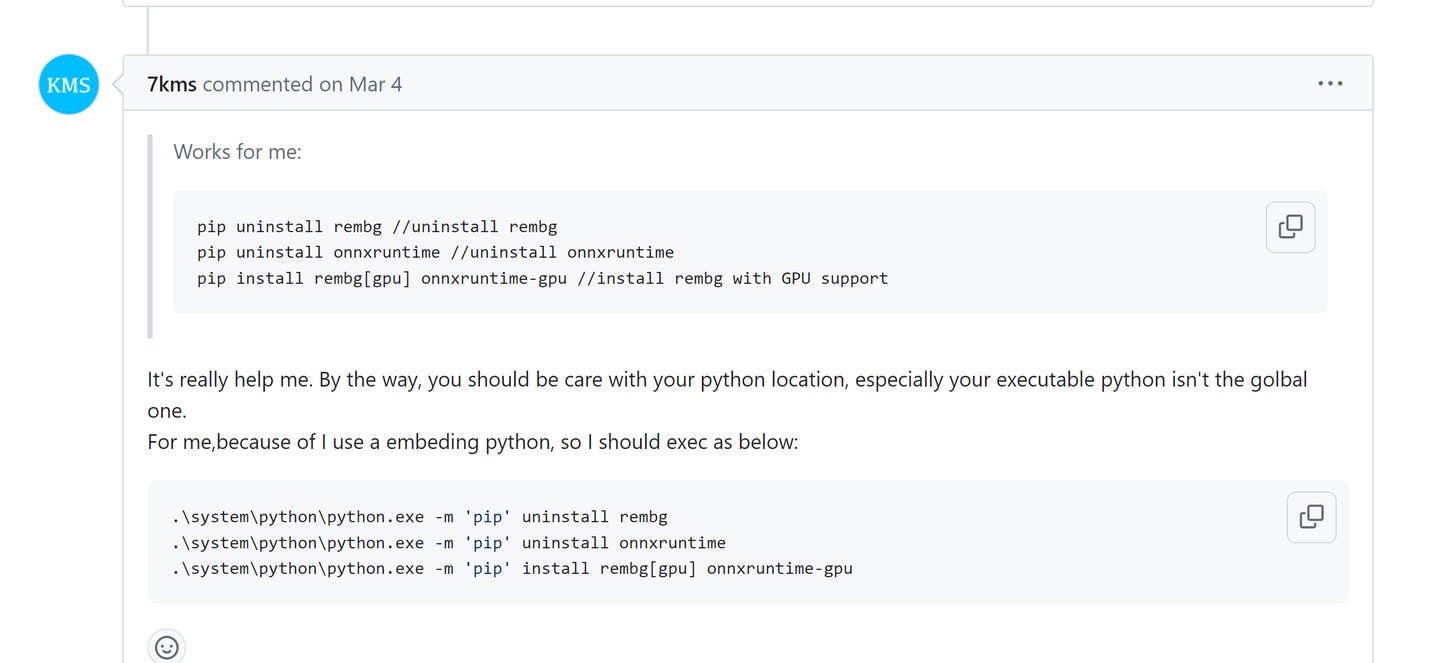 KMS
7kms commented on Mar 4
Works for me:
pip uninstall rembg //uninstall rembg
pip uninstall onnxruntime //uninstall onnxruntime
pip install rembg[gpu] onnxruntime-gpu //install rembg with GPU support
It's really help me. By the way, you should be care with your python location, especially your executable python isn't the golbal
one.
For me,because of I use a embeding python, so I should exec as below:
.\system\python\python.exe -m 'pip' uninstall rembg
.\system\python\python.exe -m 'pip' uninstall onnxruntime
.\system\python\python.exe -m 'pip' install rembg[gpu] onnxruntime-gpu